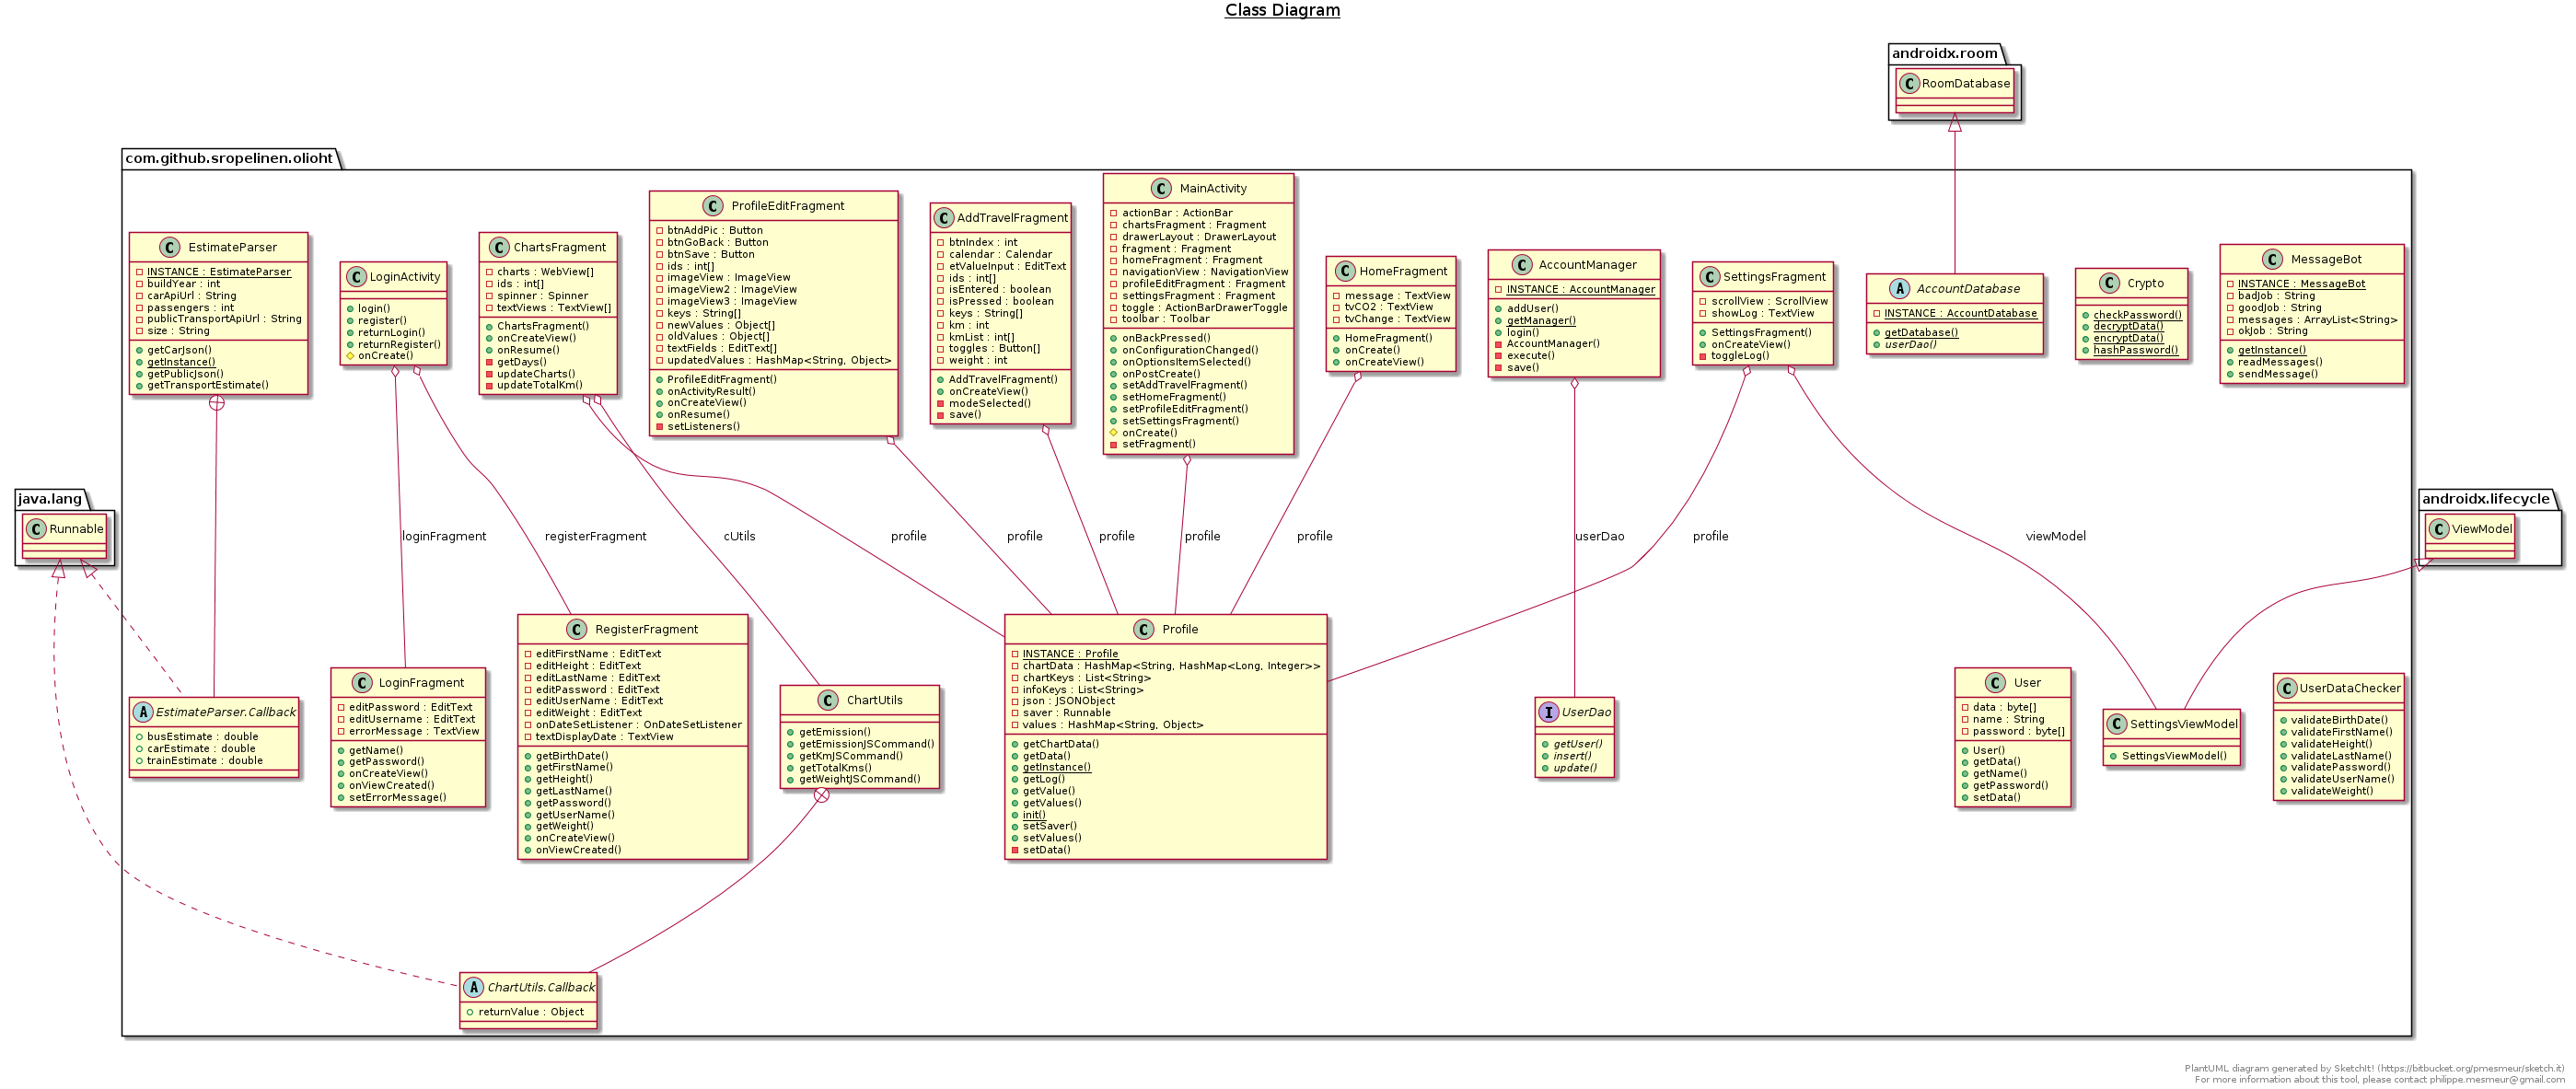 Class Diagram
androidx.room
C RoomDatabase
com.github.sropelinen.olioht
C EstimateParser
INSTANCE : EstimateParser
buildYear : int
carApiUrl : String
passengers : int
publicTransportApiUrl : String
size : String
getCarJson()
getInstance()
getPublicJson()
getTransportEstimate()
C LoginActivity
login()
register()
returnLogin()
returnRegister()
onCreate()
C ChartsFragment
charts : WebView[]
ids : int[]
spinner : Spinner
textViews : TextView[]
ChartsFragment()
onCreateView()
onResume()
getDays()
updateCharts()
updateTotalKm()
C ProfileEditFragment
btnAddPic : Button
btnGoBack : Button
btnSave : Button
ids : int[]
imageView : ImageView
imageView2 : ImageView
imageView3 : ImageView
keys : String[]
newValues : Object[]
oldValues : Object[]
textFields : EditText[]
updatedValues : HashMap<String, Object>
ProfileEditFragment()
onActivityResult()
onCreateView()
onResume()
setListeners()
C AddTravelFragment
btnIndex : int
calendar : Calendar
etValueInput : EditText
ids : int[]
isEntered : boolean
isPressed : boolean
keys : String[]
km : int
kmList : int[]
toggles : Button[]
weight : int
AddTravelFragment()
onCreateView()
modeSelected()
save()
C MainActivity
actionBar : ActionBar
chartsFragment : Fragment
drawerLayout : DrawerLayout
fragment : Fragment
homeFragment : Fragment
navigationView : NavigationView
profileEditFragment : Fragment
settingsFragment : Fragment
toggle : ActionBarDrawerToggle
toolbar : Toolbar
onBackPressed()
onConfigurationChanged()
onOptionsItemSelected()
onPostCreate()
setAddTravelFragment()
setHomeFragment()
setProfileEditFragment()
setSettingsFragment()
onCreate()
setFragment()
C HomeFragment
message : TextView
tvCO2 : TextView
tvChange : TextView
HomeFragment()
onCreate()
onCreateView()
C AccountManager
INSTANCE : AccountManager
addUser()
getManager()
login()
AccountManager()
execute()
save()
C SettingsFragment
scrollView : ScrollView
showLog : TextView
SettingsFragment()
onCreateView()
toggleLog()
A AccountDatabase
INSTANCE : AccountDatabase
getDatabase()
userDao()
C Crypto
checkPassword()
decryptData()
encryptData()
hashPassword()
C MessageBot
INSTANCE : MessageBot
badJob : String
goodJob : String
messages : ArrayList<String>
okJob : String
getInstance()
readMessages()
sendMessage()
java.lang
C Runnable
androidx.lifecycle
C ViewModel
loginFragment
registerFragment
cUtils
profile
profile
profile
profile
profile
userDao
profile
viewModel
A EstimateParser.Callback
busEstimate : double
carEstimate : double
trainEstimate : double
C LoginFragment
editPassword : EditText
editUsername : EditText
errorMessage : TextView
getName()
getPassword()
onCreateView()
onViewCreated()
setErrorMessage()
C RegisterFragment
editFirstName : EditText
editHeight : EditText
editLastName : EditText
editPassword : EditText
editUserName : EditText
editWeight : EditText
onDateSetListener : OnDateSetListener
textDisplayDate : TextView
getBirthDate()
getFirstName()
getHeight()
getLastName()
getPassword()
getUserName()
getWeight()
onCreateView()
onViewCreated()
C ChartUtils
getEmission()
getEmissionJSCommand()
getKmJSCommand()
getTotalKms()
getWeightJSCommand()
C Profile
INSTANCE : Profile
chartData : HashMap<String, HashMap<Long, Integer>>
chartKeys : List<String>
infoKeys : List<String>
json : JSONObject
saver : Runnable
values : HashMap<String, Object>
getChartData()
getData()
getInstance()
getLog()
getValue()
getValues()
init()
setSaver()
setValues()
setData()
I UserDao
getUser()
insert()
update()
C User
data : byte[]
name : String
password : byte[]
User()
getData()
getName()
getPassword()
setData()
C SettingsViewModel
SettingsViewModel()
C UserDataChecker
validateBirthDate()
validateFirstName()
validateHeight()
validateLastName()
validatePassword()
validateUserName()
validateWeight()
A ChartUtils.Callback
returnValue : Object
PlantUML diagram generated by SketchIt! (https://bitbucket.org/pmesmeur/sketch.it)
For more information about this tool, please contact philippe.mesmeur@gmail.com